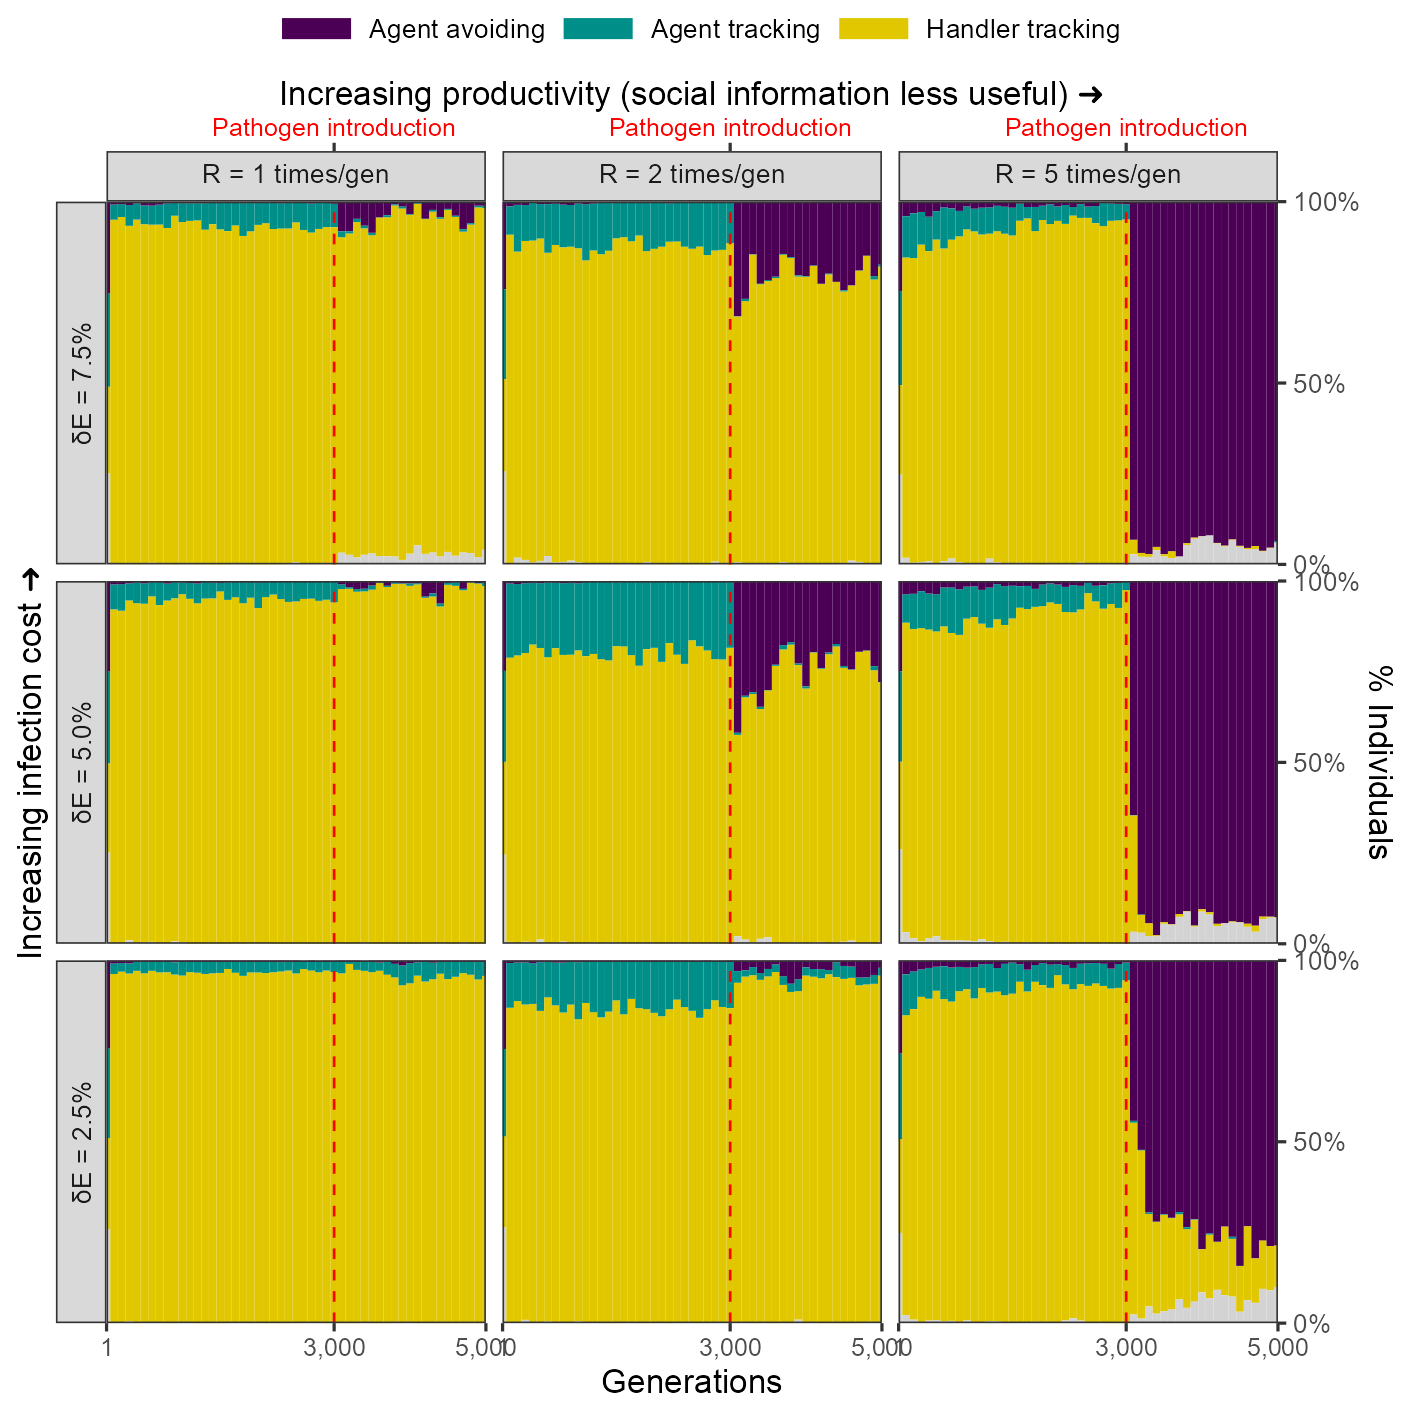 Agent avoiding Agent tracking Handler tracking
Increasing productivity (social information less useful) ➔
Pathogen introduction Pathogen introduction Pathogen introduction
R = 1 times/gen R = 2 times/gen R = 5 times/gen
Increasing infection cost ➔
δE = 7.5%
δE = 5.0%
δE = 2.5%
100%
50%
0%
100%
50%
0%
100%
50%
0%
% Individuals
1 3,000 5,000 1 3,000 5,000 1 3,000 5,000
Generations